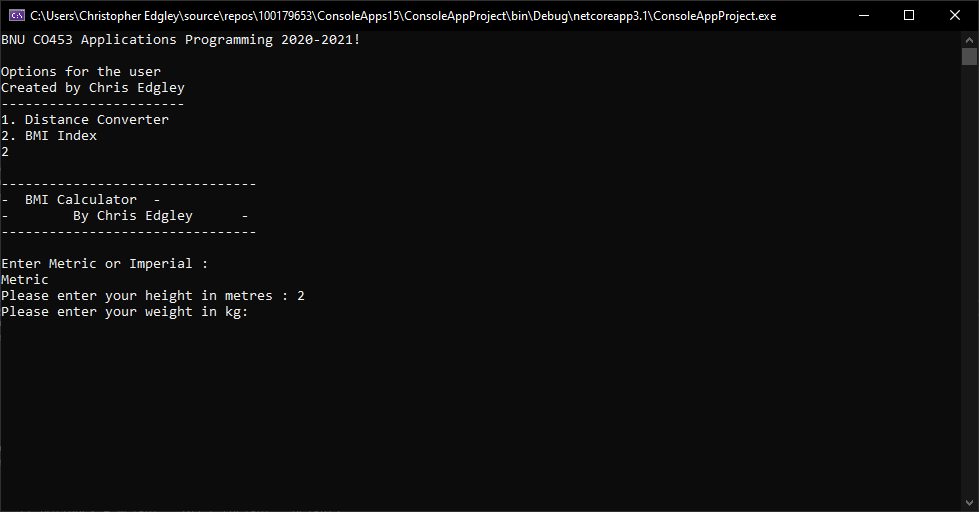 C:\Users\Christopher Edgley\source\repos\100179653\ConsoleApps15\ConsoleAppProject\bin\Debug\netcoreapp3.1\ConsoleAppProject.exe
BNU CO453 Applications Programming 2020-2021!
Options for the user
Created by Chris Edgley
-----------------------
1. Distance Converter
2. BMI Index
2
--------------------------------
-  BMI Calculator  -
-        By Chris Edgley      -
--------------------------------
Enter Metric or Imperial :
Metric
Please enter your height in metres : 2
Please enter your weight in kg: